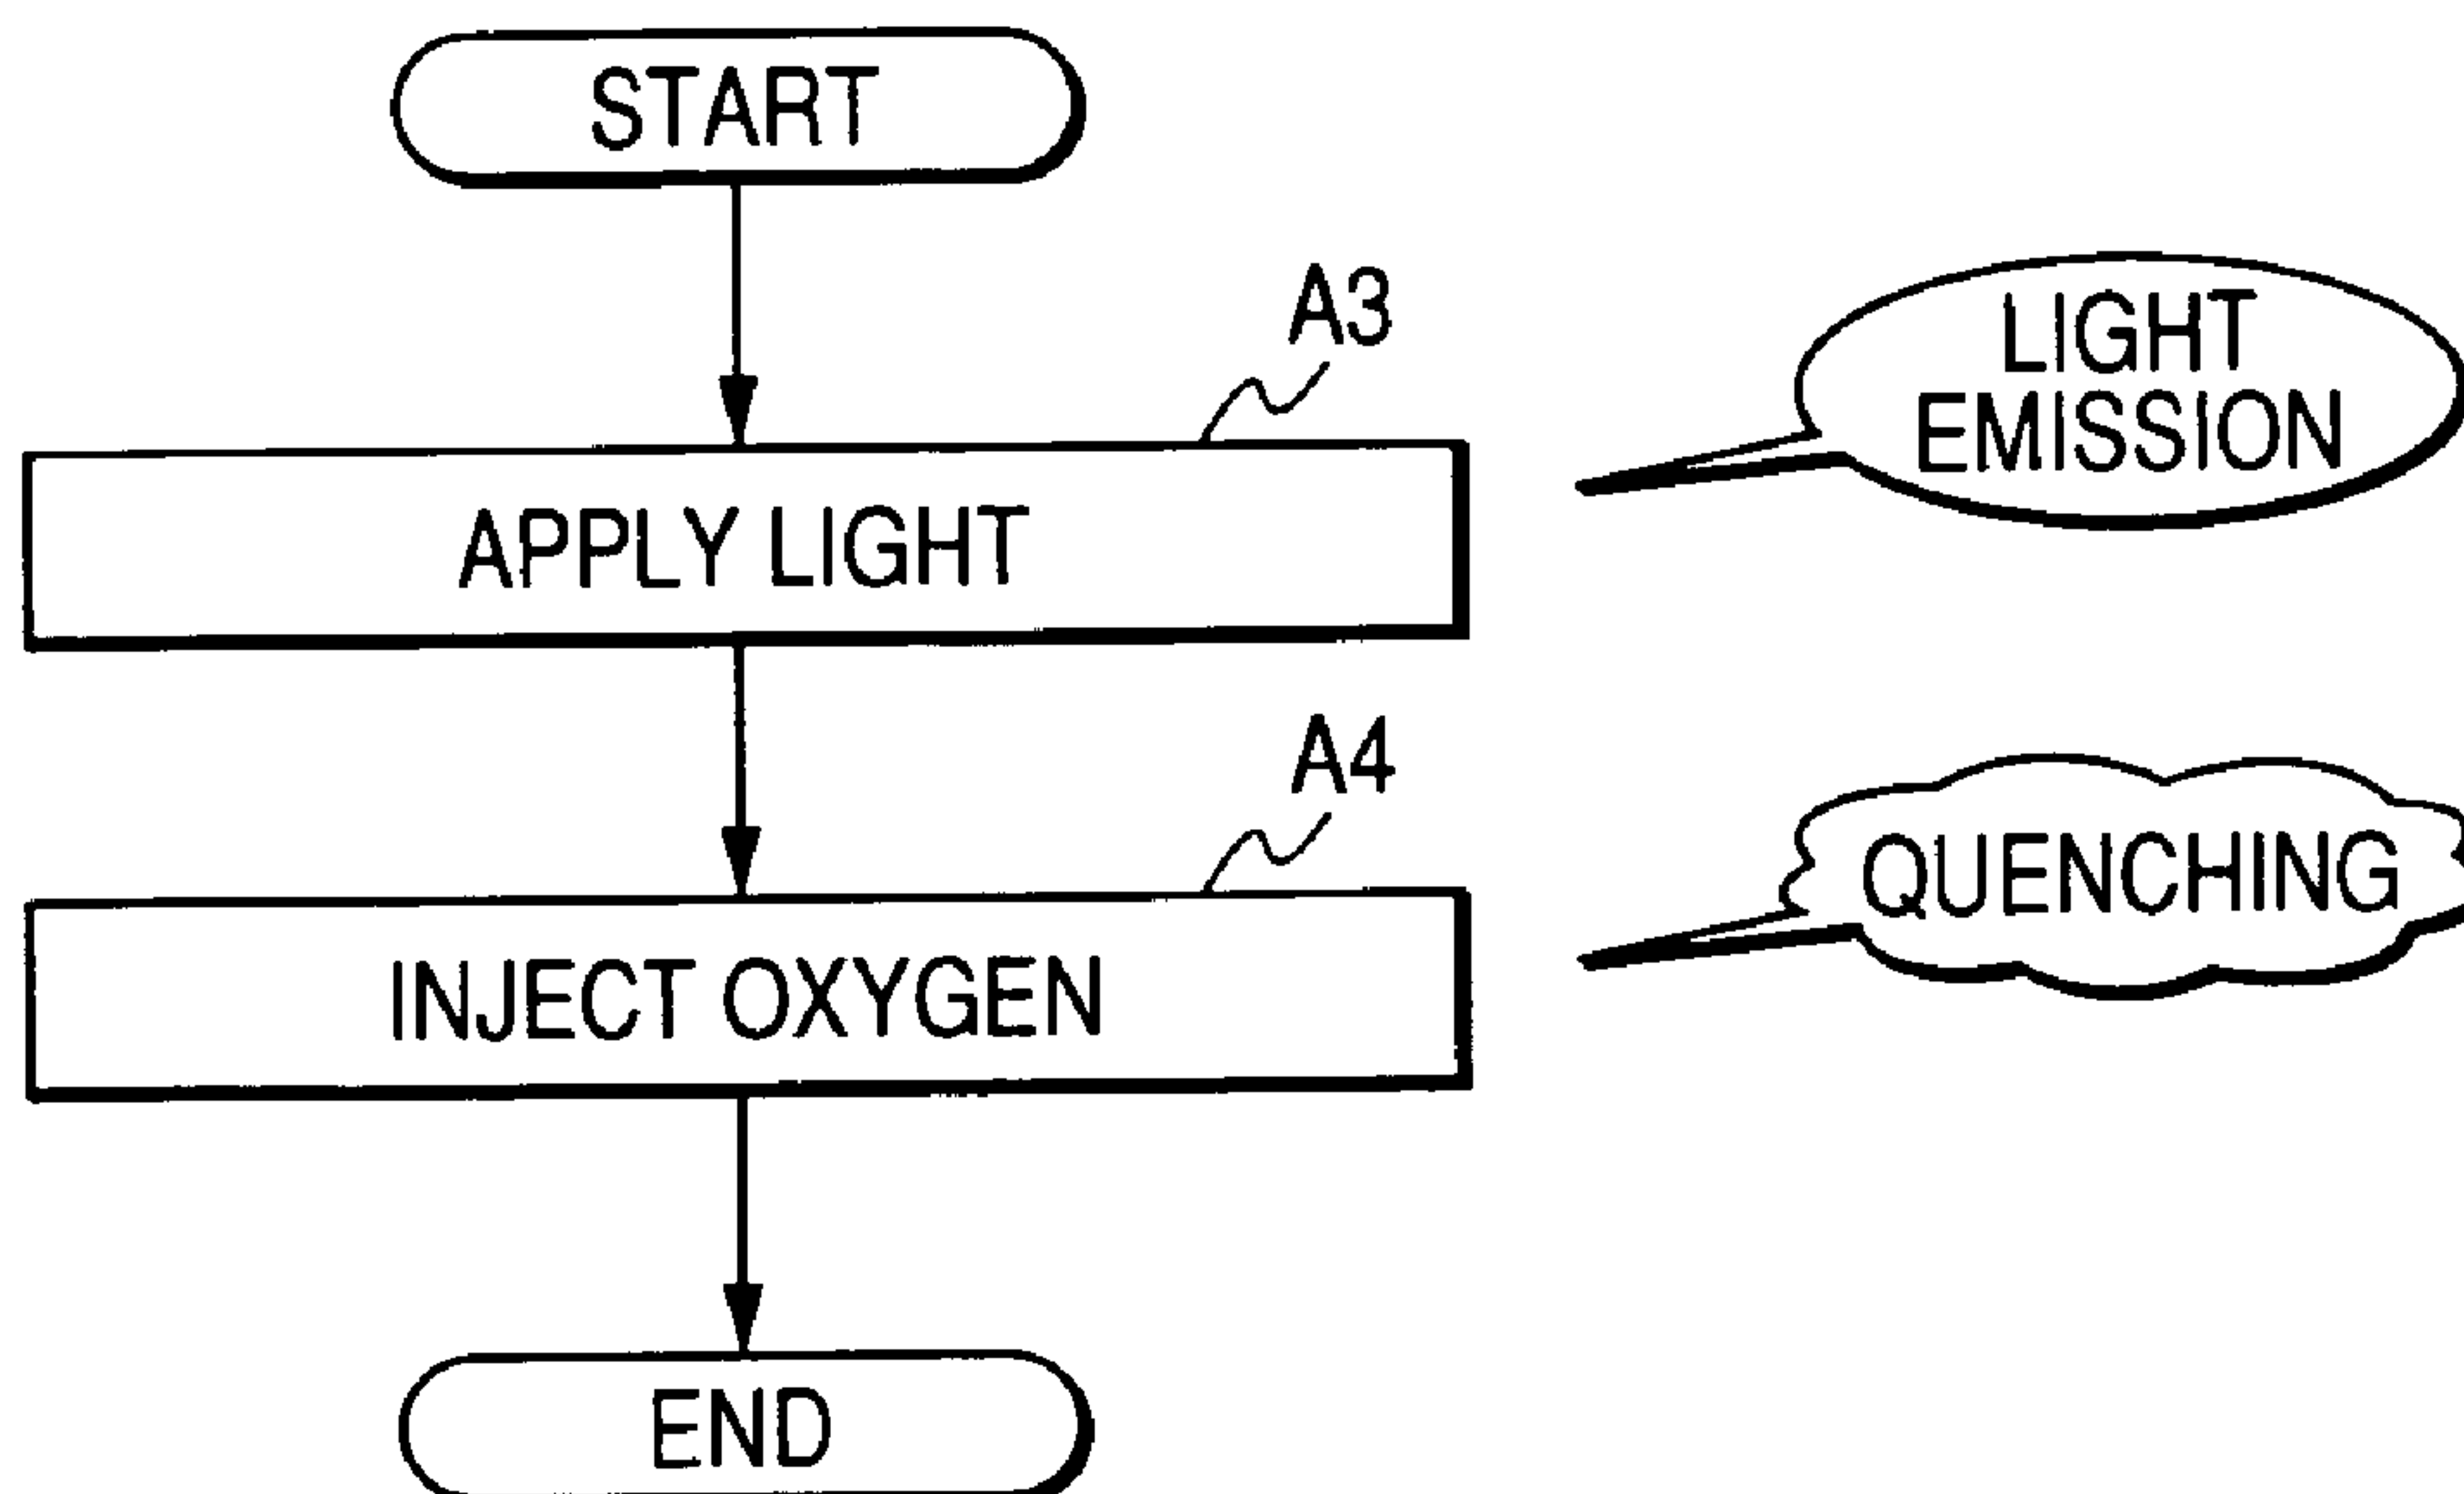 START
A3
LIGHT
EMISSION
APPLY LIGHT
A4
QUENCHING
INJECT OXYGEN
END